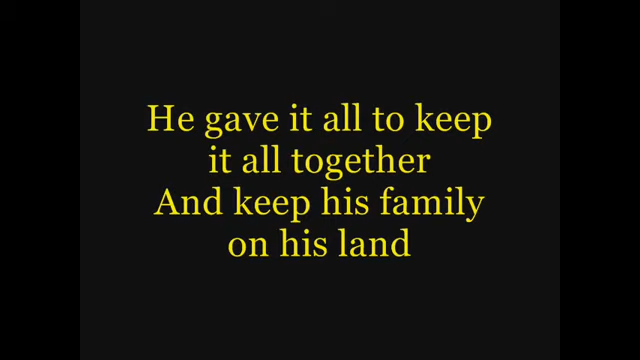 He gave it all to keep
it all together
And keep his family
on his land